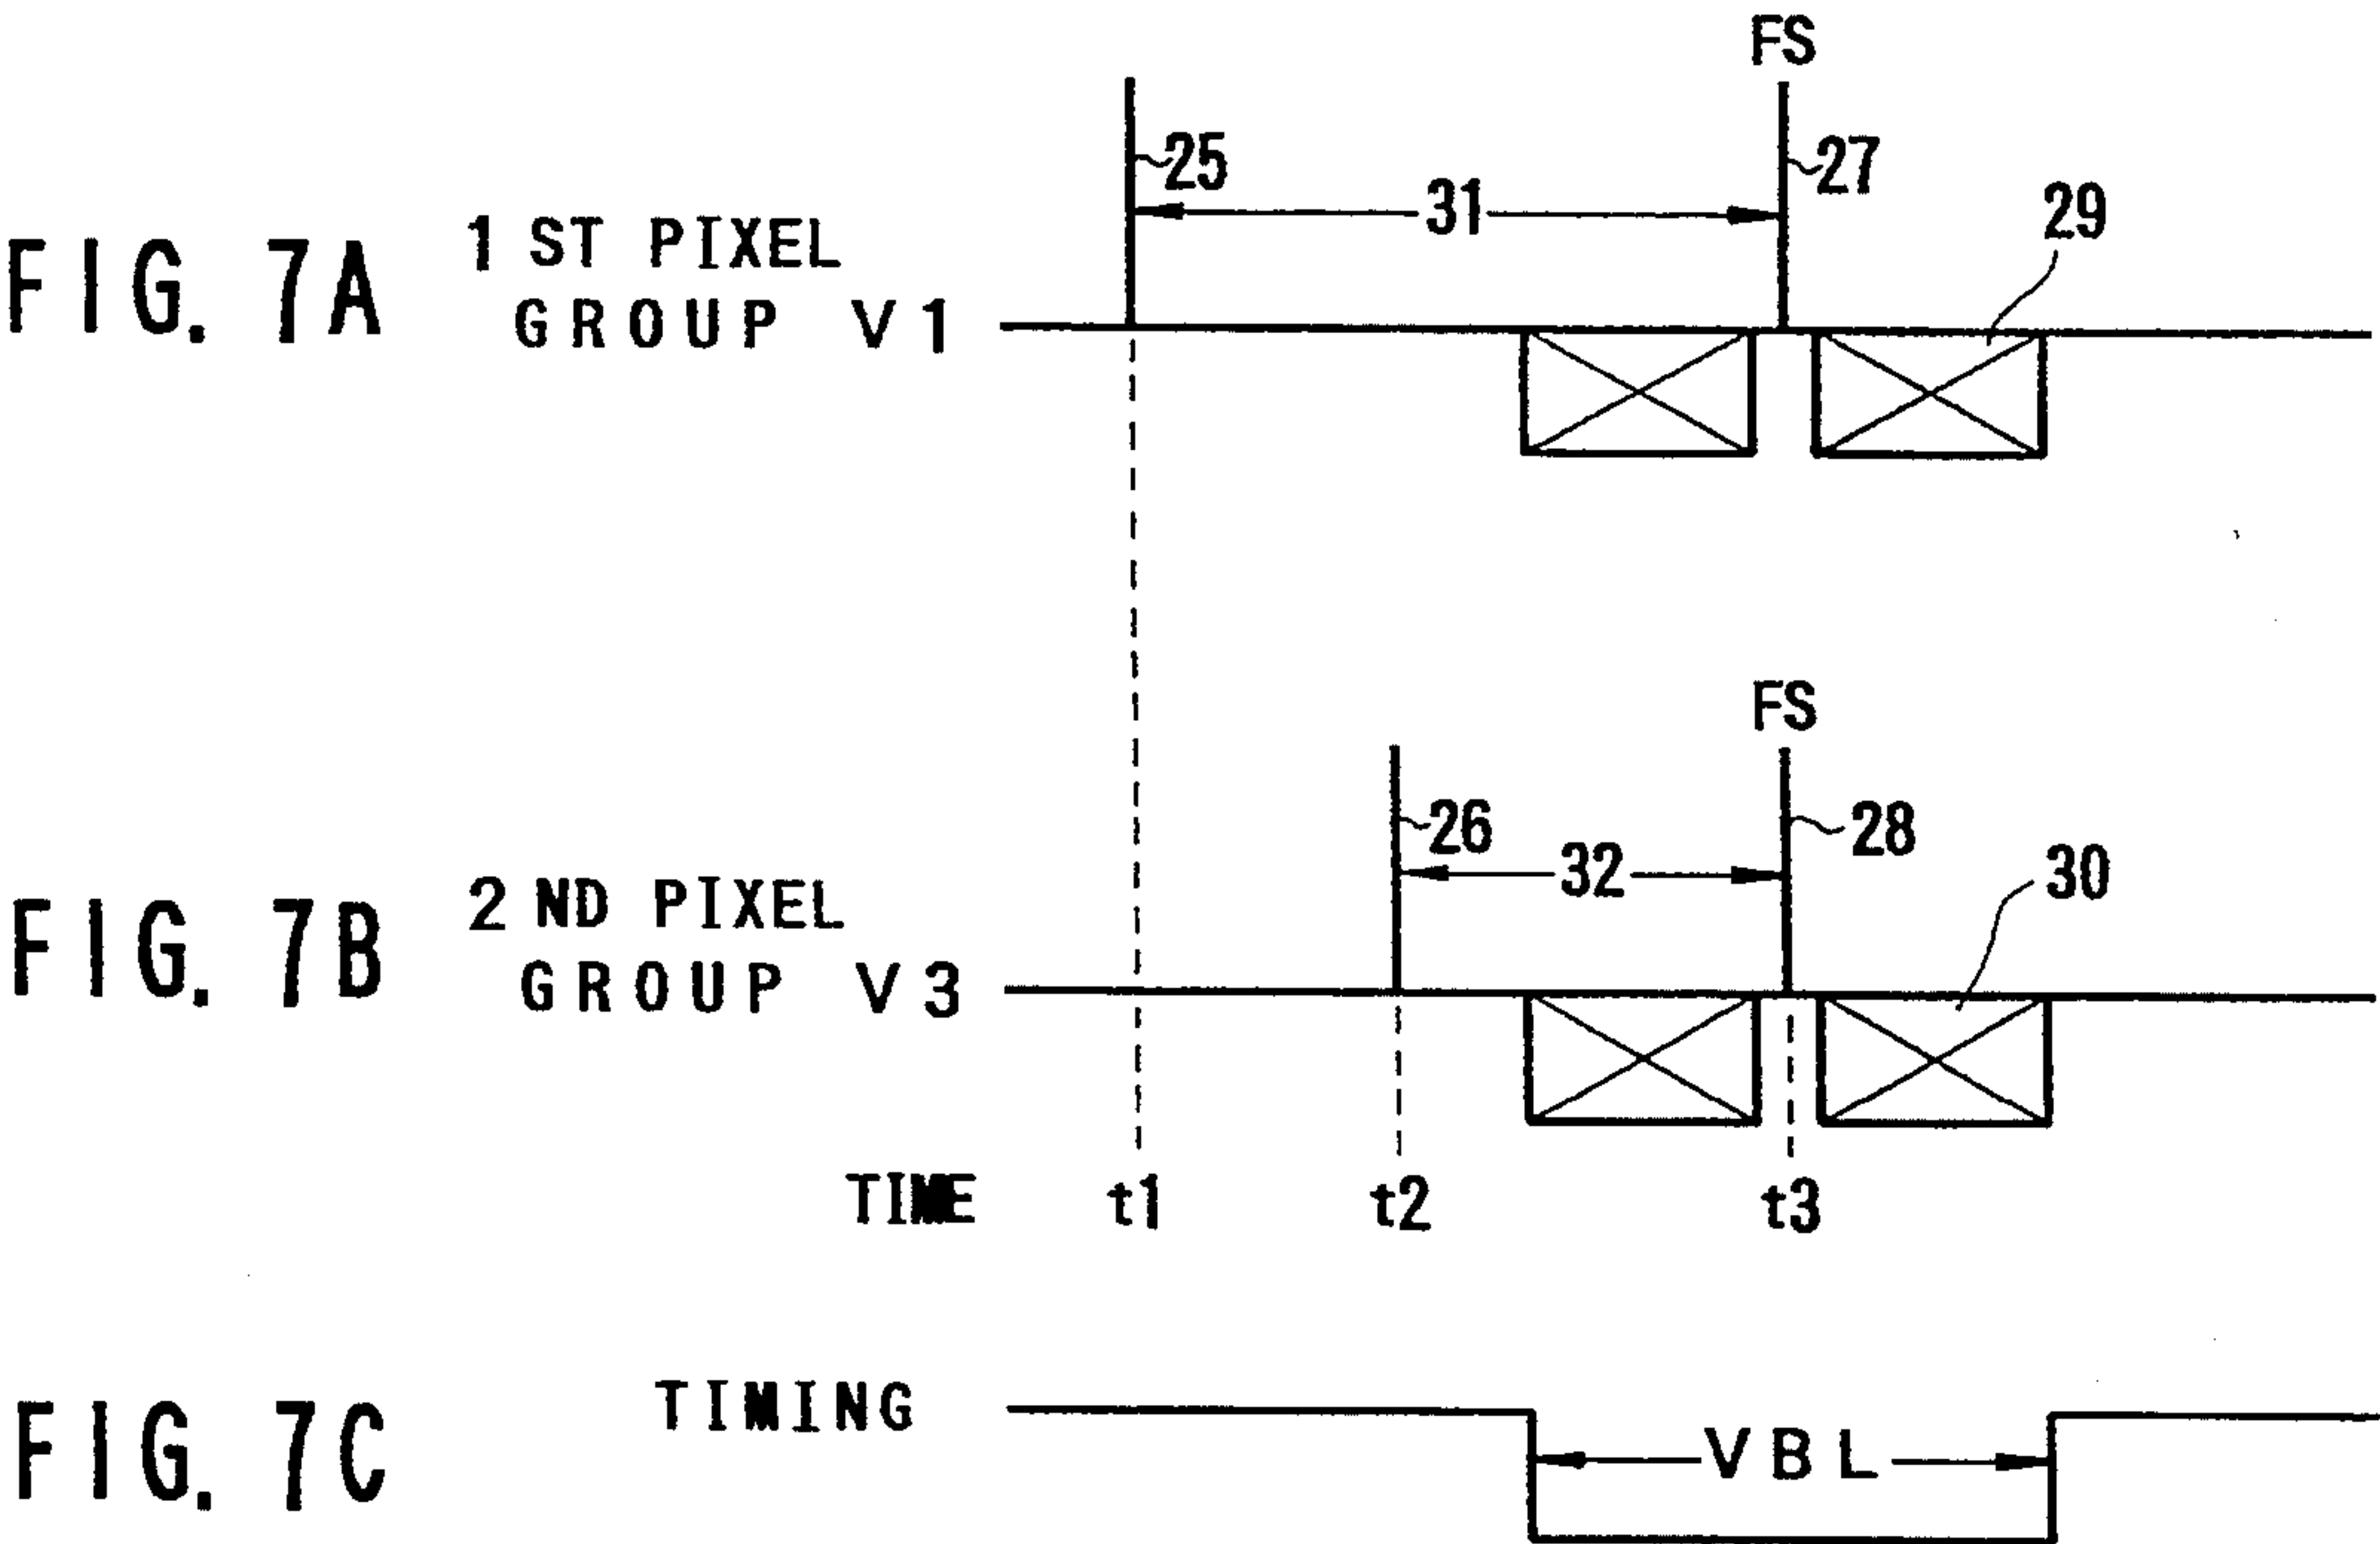 FS
25
27
31
29
FIG. 7A
1 ST PIXEL
GROUP V1
FS
26
28
32
30
FIG. 7B
2 ND PIXEL
GROUP V3
TIME t1 t2 t3
FIG. 7C
TIMING
VBL